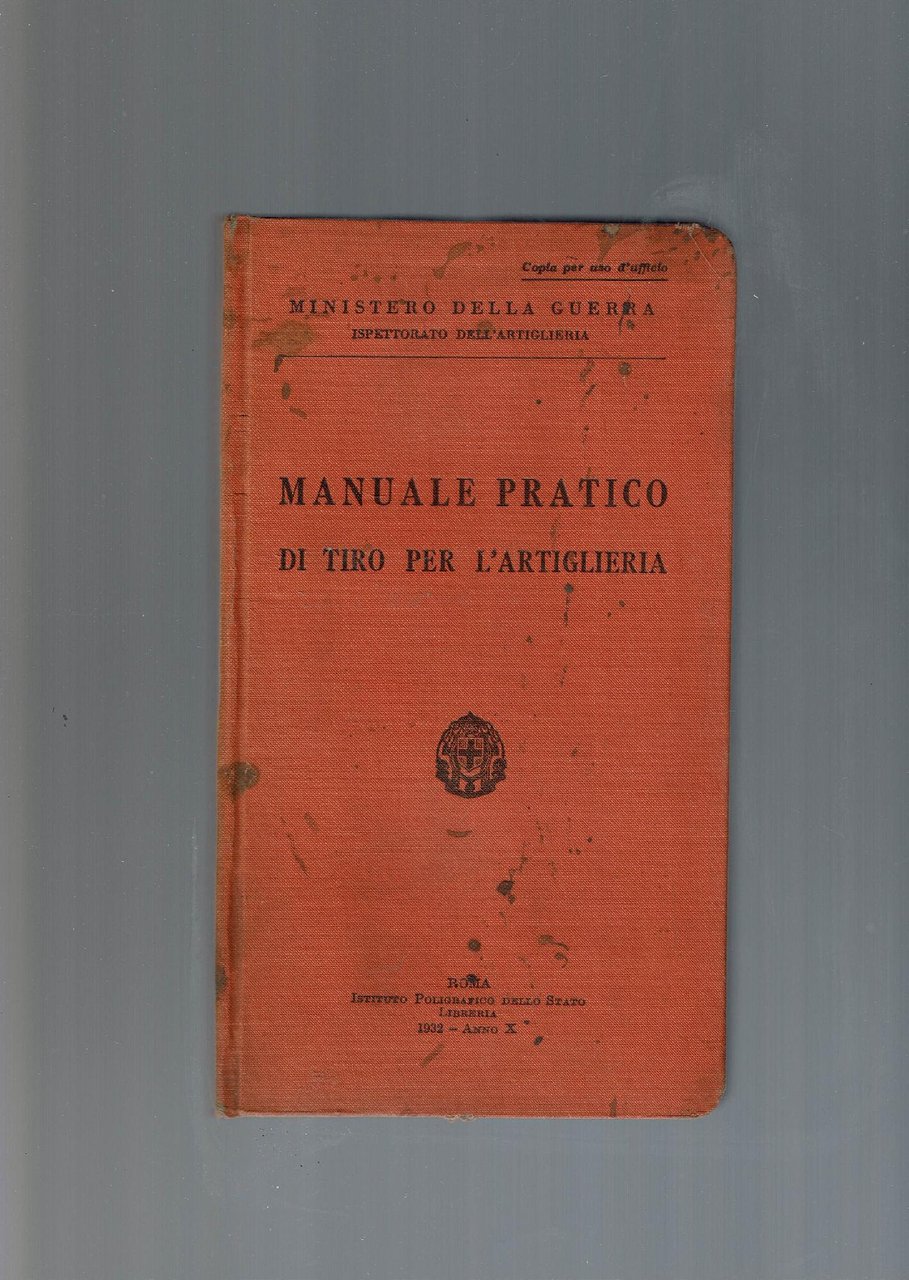 Copia per uso d'ufficio
MINISTERO DELLA GUERRA
ISPETTORATO DELL'ARTIGLIERIA
MANUALE PRATICO
DI TIRO PER L'ARTIGLIERIA
ROMA
ISTITUTO POLIGRAFICO DELLO STATO
LIBRERIA
1932 – ANNO X